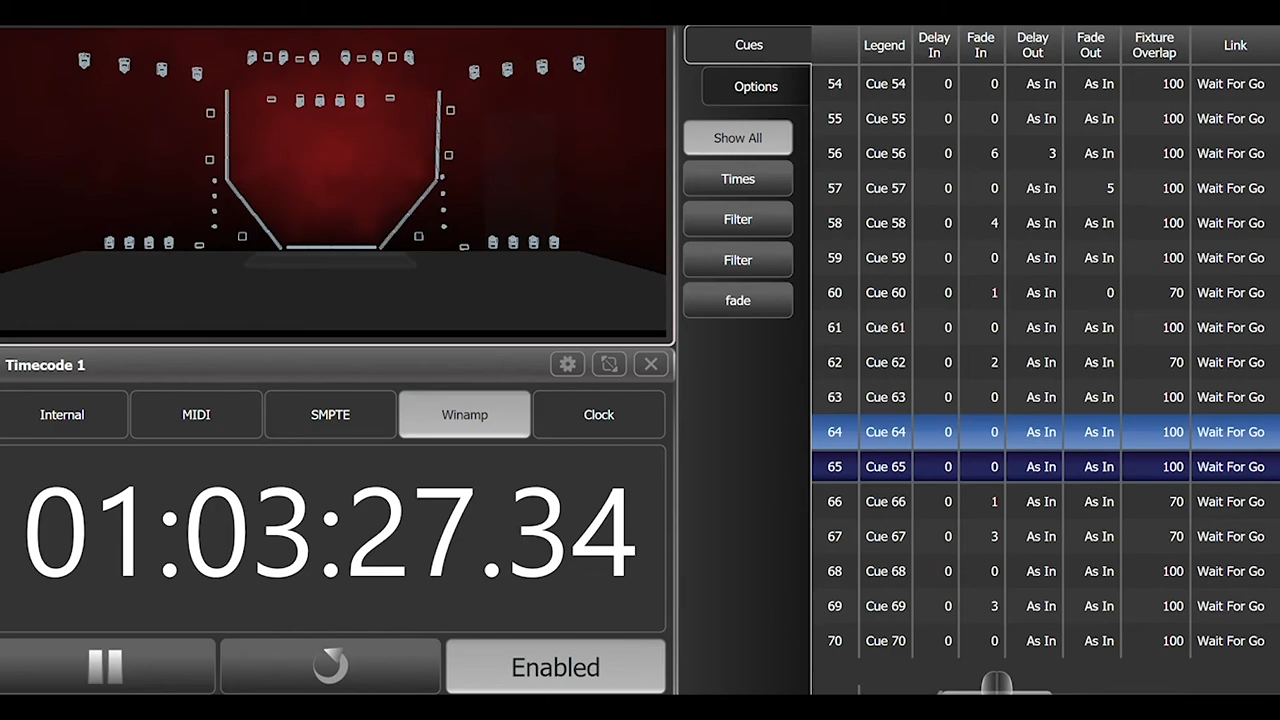 Timecode 1
Internal MIDI SMPTE Winamp Clock
01:03:27.34
Enabled
Cues
Options
Show All
Times
Filter
Filter
fade
Legend Delay In Fade In Delay Out Fade Out Fixture Overlap Link
54 Cue 54 0 0 As In As In 100 Wait For Go
55 Cue 55 0 0 As In As In 100 Wait For Go
56 Cue 56 0 6 3 As In 100 Wait For Go
57 Cue 57 0 0 As In 5 100 Wait For Go
58 Cue 58 0 4 As In As In 100 Wait For Go
59 Cue 59 0 0 As In As In 100 Wait For Go
60 Cue 60 0 1 As In 0 70 Wait For Go
61 Cue 61 0 0 As In As In 100 Wait For Go
62 Cue 62 0 2 As In As In 70 Wait For Go
63 Cue 63 0 0 As In As In 100 Wait For Go
64 Cue 64 0 0 As In As In 100 Wait For Go
65 Cue 65 0 0 As In As In 100 Wait For Go
66 Cue 66 0 1 As In As In 70 Wait For Go
67 Cue 67 0 3 As In As In 70 Wait For Go
68 Cue 68 0 0 As In As In 100 Wait For Go
69 Cue 69 0 3 As In As In 100 Wait For Go
70 Cue 70 0 0 As In As In 100 Wait For Go